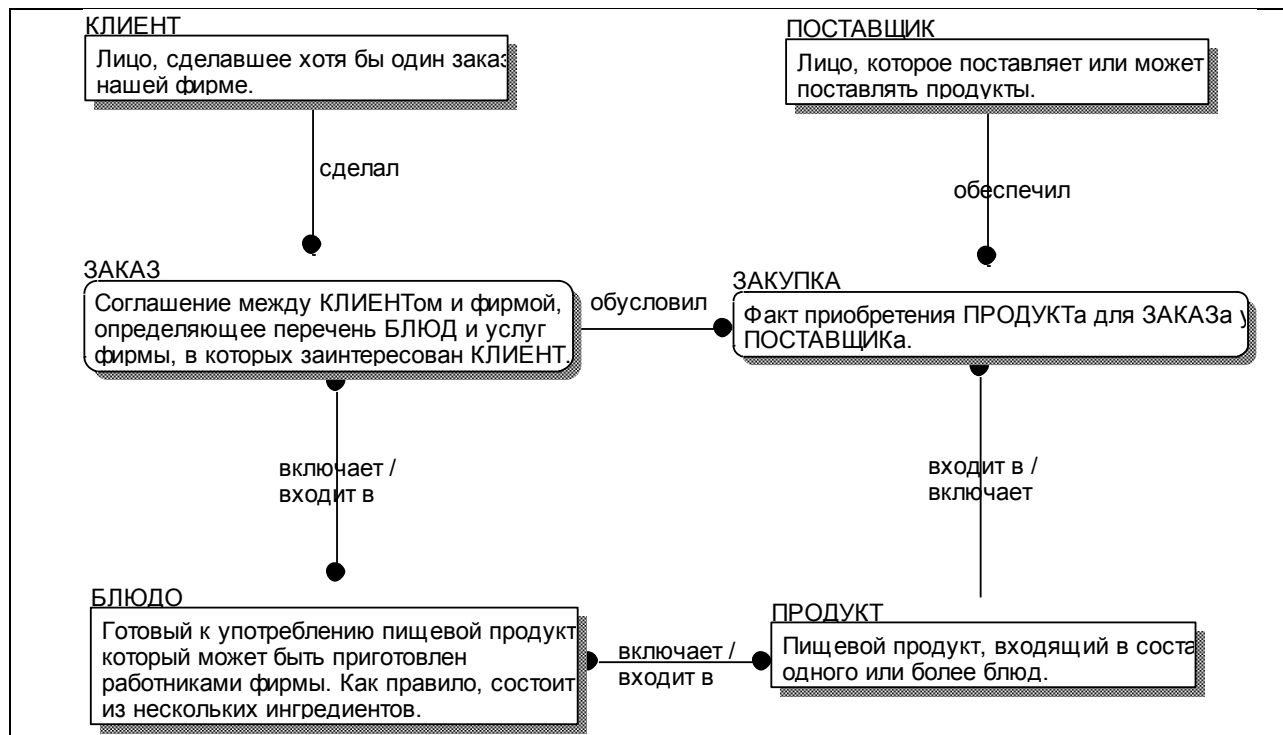 КЛИЕНТ
Лицо, сделавшее хотя бы один заказ
нашей фирме.
ПОСТАВЩИК
Лицо, которое поставляет или может
поставлять продукты.
сделал
обеспечил
ЗАКАЗ
Соглашение между КЛИЕНТом и фирмой,
определяющее перечень БЛЮД и услуг
фирмы, в которых заинтересован КЛИЕНТ.
обусловил
ЗАКУПКА
Факт приобретения ПРОДУКТа для ЗАКАЗа у
ПОСТАВЩИКа.
включает /
входит в
входит в /
включает
БЛЮДО
Готовый к употреблению пищевой продукт
который может быть приготовлен
работниками фирмы. Как правило, состоит
из нескольких ингредиентов.
включает /
входит в
ПРОДУКТ
Пищевой продукт, входящий в соста
одного или более блюд.